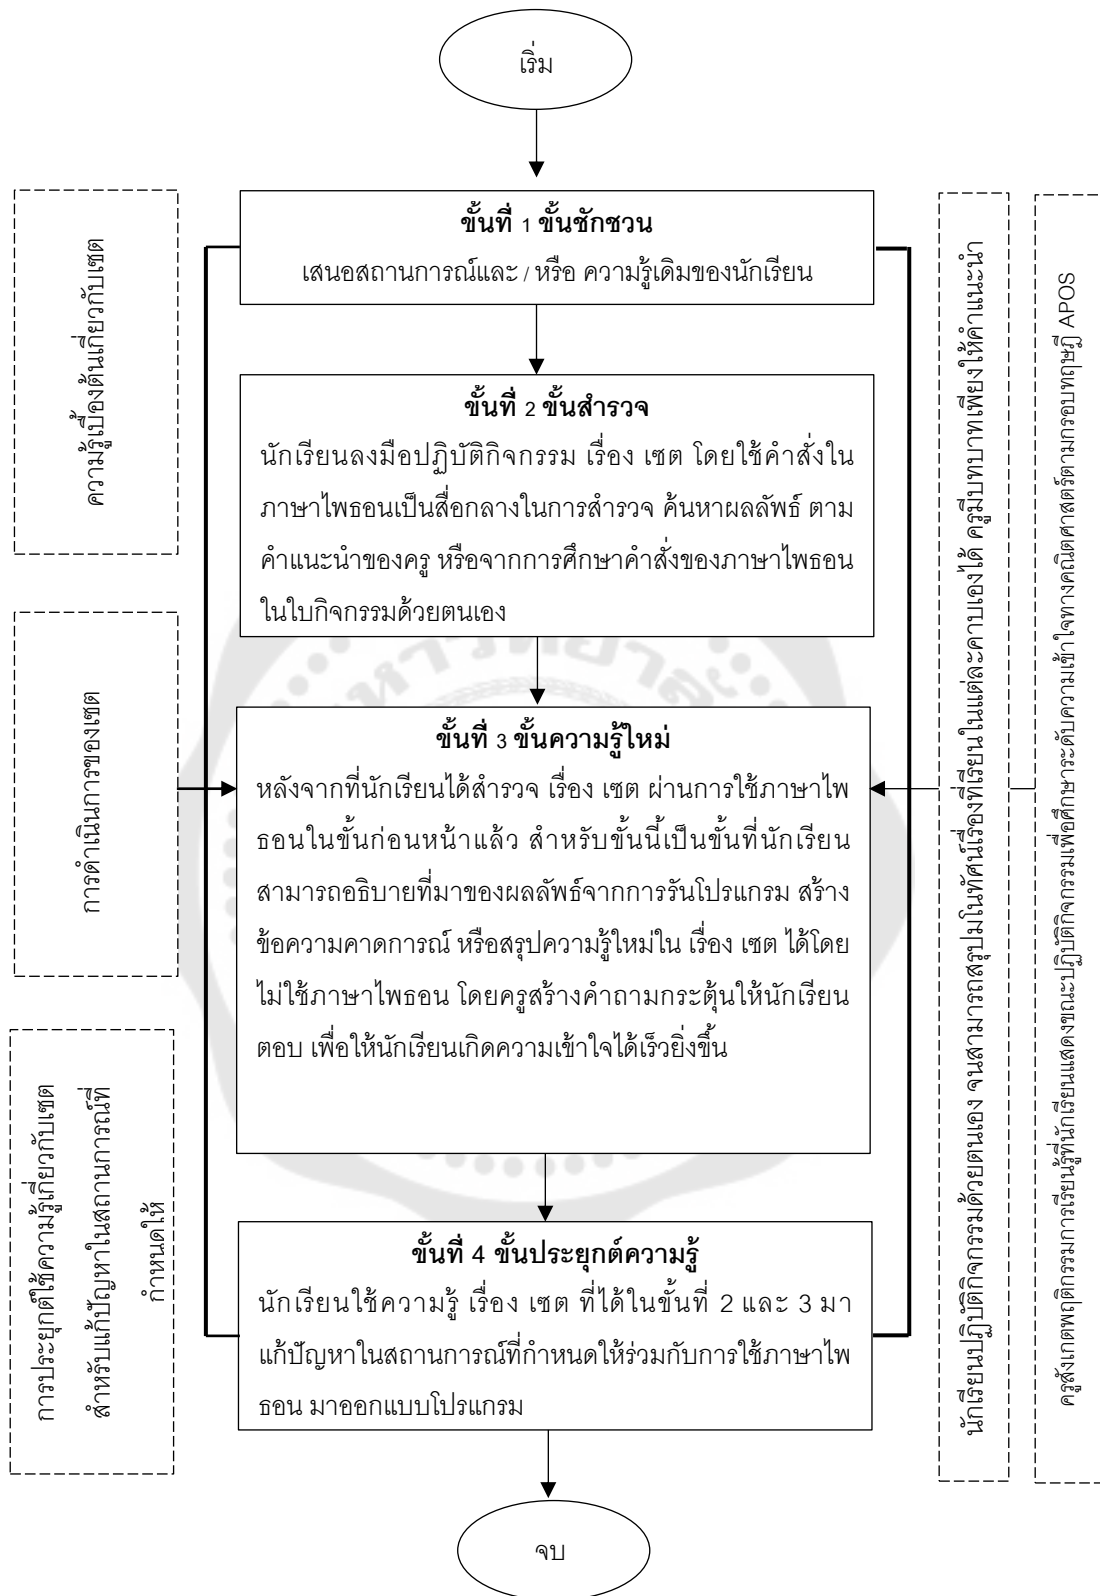 เริ่ม
ขั้นที่ 1 ขั้นชักชวน
เสนอสถานการณ์และ / หรือ ความรู้เดิมของนักเรียน
ขั้นที่ 2 ขั้นสำรวจ
นักเรียนลงมือปฏิบัติกิจกรรม เรื่อง เซต โดยใช้คำสั่งใน
ภาษาไพธอนเป็นสื่อกลางในการสำรวจ ค้นหาผลลัพธ์ ตาม
คำแนะนำของครู หรือจากการศึกษาคำสั่งของภาษาไพธอน
ในใบกิจกรรมด้วยตนเอง
ขั้นที่ 3 ขั้นความรู้ใหม่
หลังจากที่นักเรียนได้สำรวจ เรื่อง เซต ผ่านการใช้ภาษาไพ
ธอนในขั้นก่อนหน้าแล้ว สำหรับขั้นนี้เป็นขั้นที่นักเรียน
สามารถอธิบายที่มาของผลลัพธ์จากการรันโปรแกรม สร้าง
ข้อความคาดการณ์ หรือสรุปความรู้ใหม่ใน เรื่อง เซต ได้โดย
ไม่ใช้ภาษาไพธอน โดยครูสร้างคำถามกระตุ้นให้นักเรียน
ตอบ เพื่อให้นักเรียนเกิดความเข้าใจได้เร็วยิ่งขึ้น
ขั้นที่ 4 ขั้นประยุกต์ความรู้
นักเรียนใช้ความรู้ เรื่อง เซต ที่ได้ในขั้นที่ 2 และ 3 มา
แก้ปัญหาในสถานการณ์ที่กำหนดให้ร่วมกับการใช้ภาษาไพ
ธอน มาออกแบบโปรแกรม
จบ
ความรู้เบื้องต้นเกี่ยวกับเซต
การดำเนินการของเซต
การประยุกต์ใช้ความรู้เกี่ยวกับเซต
สำหรับแก้ปัญหาในสถานการณ์ที่
กำหนดให้
นักเรียนปฏิบัติกิจกรรมด้วยตนเอง จนสามารถสรุปมโนทัศน์เรื่องที่เรียนในแต่ละคาบเองได้ ครูมีบทบาทเพียงให้คำแนะนำ
ครูสังเกตพฤติกรรมการเรียนรู้ที่นักเรียนแสดงขณะปฏิบัติกิจกรรมเพื่อศึกษาระดับความเข้าใจทางคณิตศาสตร์ตามกรอบทฤษฎี APOS